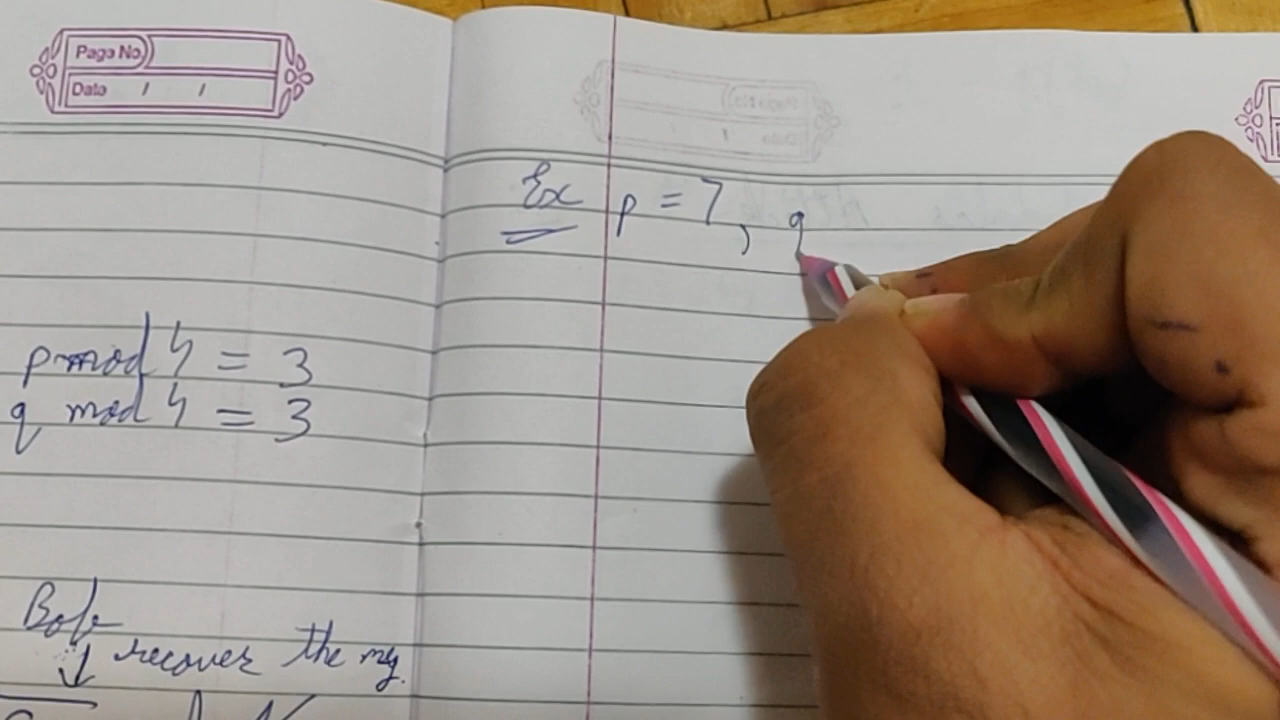 Page No.
Date / /
p mod 4 = 3
q mod 4 = 3
Bob
recover the msg.
Ex p = 7, q